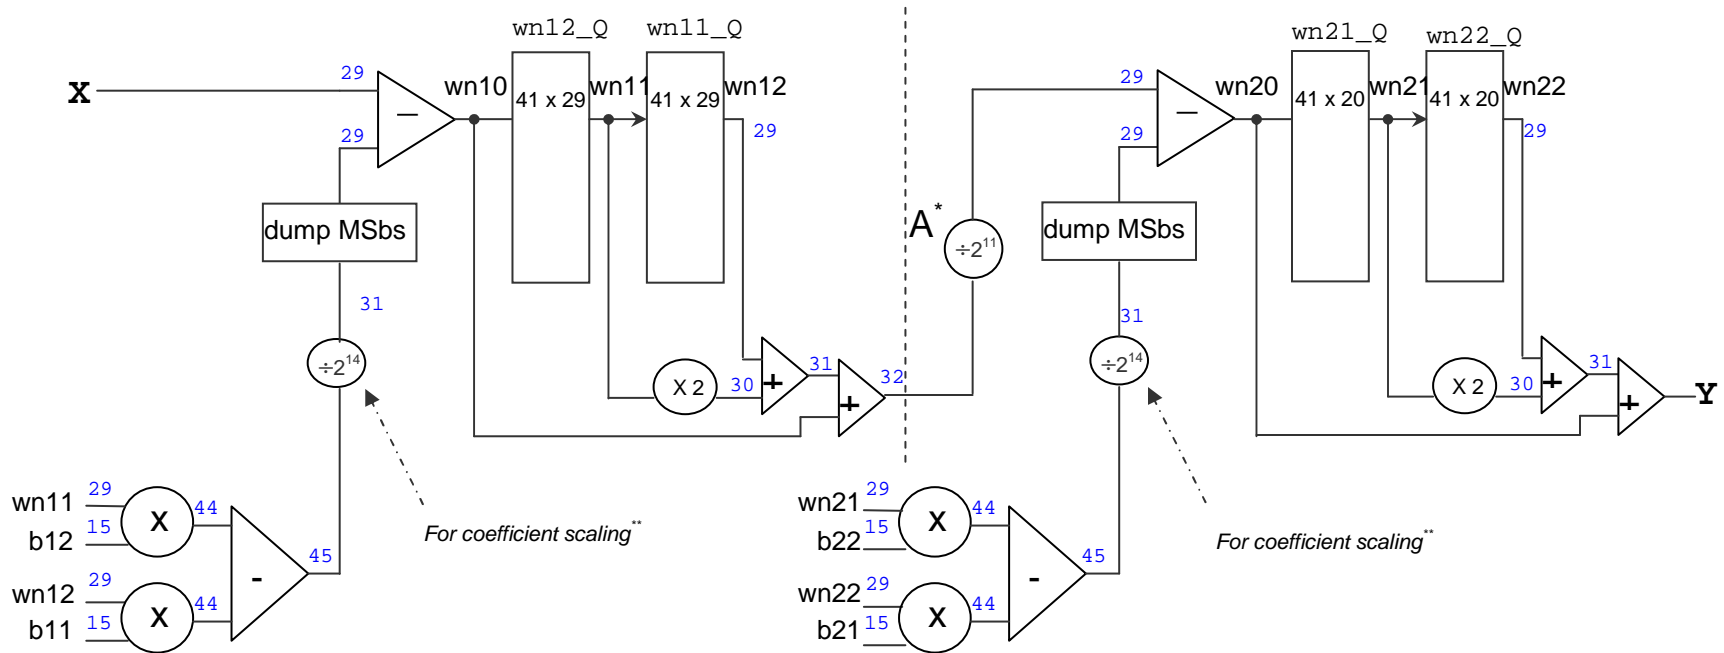 wn12_Q wn11_Q
wn21_Q wn22_Q
X 29 wn10 41 x 29 wn11 41 x 29 wn12
29 wn20 41 x 20 wn21 41 x 20 wn22
−
−
29 29
29 29
dump MSbs
A* ÷2¹¹
dump MSbs
31
31
÷2¹⁴
÷2¹⁴
X 2 30 + 31 + 32
X 2 30 + 31 + Y
wn11 29 X 44
b12 15
- 45
wn12 29 X 44
b11 15
For coefficient scaling**
wn21 29 X 44
b22 15
- 45
wn22 29 X 44
b21 15
For coefficient scaling**